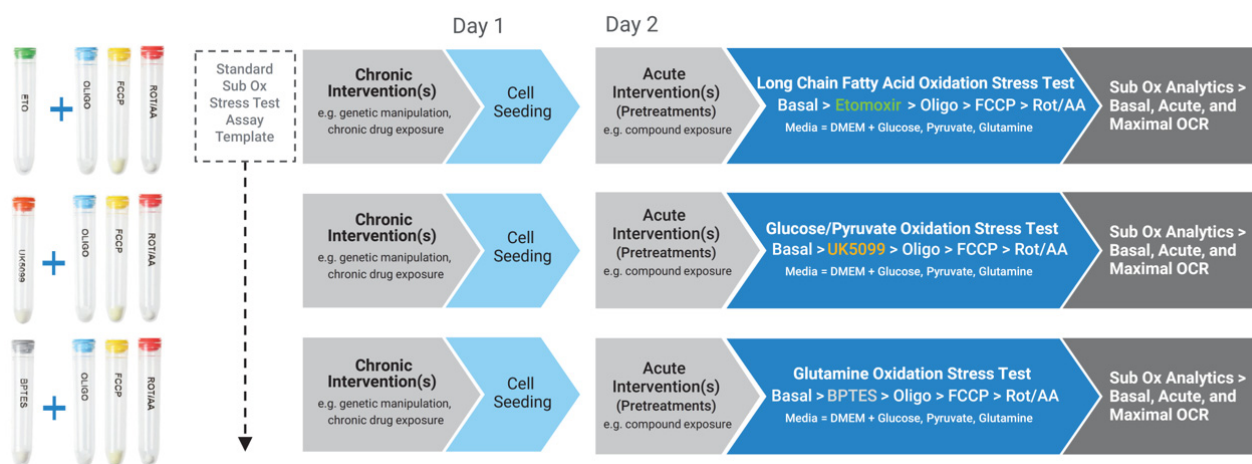 Day 1
Day 2
ETO
+
OLIGO
FCCP
ROT/AA
Standard
Sub Ox
Stress Test
Assay
Template
Chronic
Intervention(s)
e.g. genetic manipulation,
chronic drug exposure
Cell
Seeding
Acute
Intervention(s)
(Pretreatments)
e.g. compound exposure
Long Chain Fatty Acid Oxidation Stress Test
Basal > Etomoxir > Oligo > FCCP > Rot/AA
Media = DMEM + Glucose, Pyruvate, Glutamine
Sub Ox Analytics >
Basal, Acute, and
Maximal OCR
UK5099
+
OLIGO
FCCP
ROT/AA
Chronic
Intervention(s)
e.g. genetic manipulation,
chronic drug exposure
Cell
Seeding
Acute
Intervention(s)
(Pretreatments)
e.g. compound exposure
Glucose/Pyruvate Oxidation Stress Test
Basal > UK5099 > Oligo > FCCP > Rot/AA
Media = DMEM + Glucose, Pyruvate, Glutamine
Sub Ox Analytics >
Basal, Acute, and
Maximal OCR
BPTES
+
OLIGO
FCCP
ROT/AA
Chronic
Intervention(s)
e.g. genetic manipulation,
chronic drug exposure
Cell
Seeding
Acute
Intervention(s)
(Pretreatments)
e.g. compound exposure
Glutamine Oxidation Stress Test
Basal > BPTES > Oligo > FCCP > Rot/AA
Media = DMEM + Glucose, Pyruvate, Glutamine
Sub Ox Analytics >
Basal, Acute, and
Maximal OCR